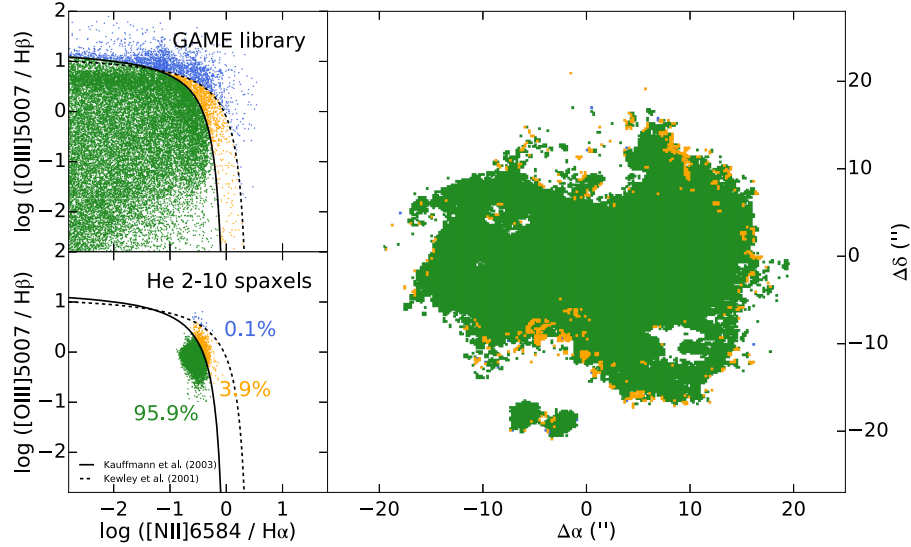 GAME library
log ([OIII]5007 / Hβ)
2
1
0
−1
−2
2
He 2-10 spaxels
0.1%
3.9%
95.9%
log ([OIII]5007 / Hβ)
1
0
−1
−2
Kauffmann et al. (2003)
Kewley et al. (2001)
−2 −1 0 1
log ([NII]6584 / Hα)
20
10
0
−10
−20
Δδ ('')
−20 −10 0 10 20
Δα ('')